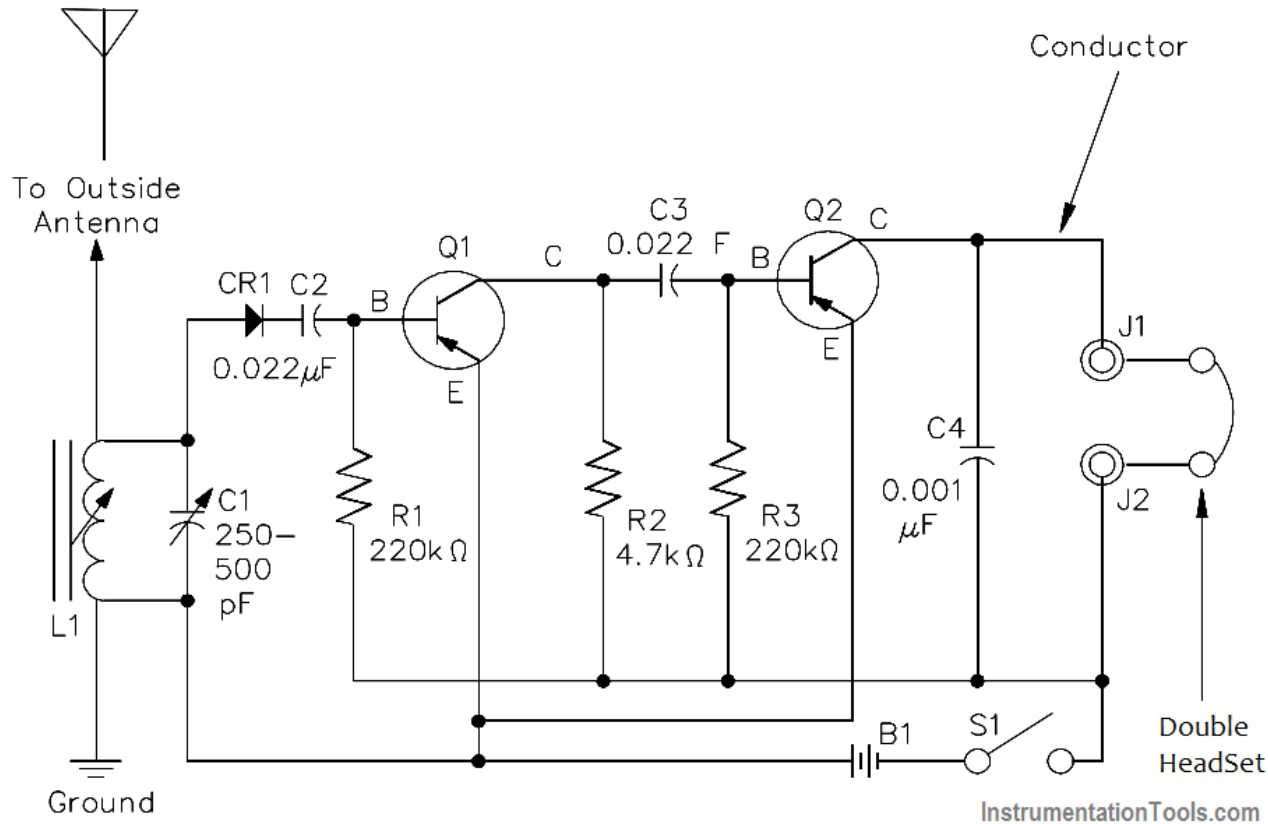 Conductor
To Outside
Antenna
C3
0.022 F
Q2
C
Q1
C
B
CR1
C2
B
0.022μF
E
E
J1
C4
0.001
μF
J2
C1
250-
500
pF
R1
220kΩ
R2
4.7kΩ
R3
220kΩ
L1
B1
S1
Double
HeadSet
Ground
InstrumentationTools.com